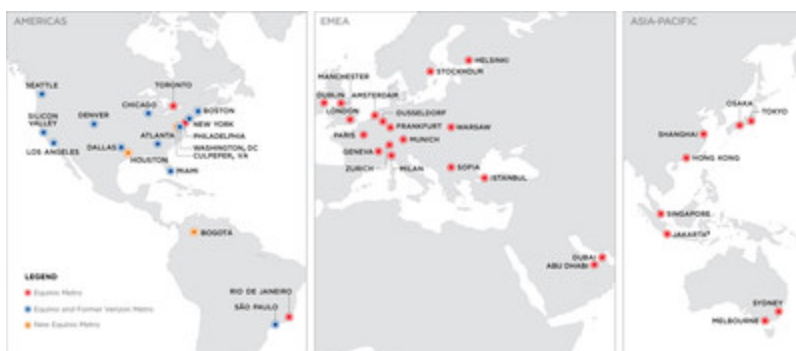 AMERICAS
SEATTLE
SILICON
VALLEY
LOS ANGELES
DENVER
DALLAS
HOUSTON
CHICAGO
TORONTO
ATLANTA
BOSTON
NEW YORK
PHILADELPHIA
WASHINGTON, DC
CULPEPER, VA
MIAMI
BOGOTÁ
RIO DE JANEIRO
SÃO PAULO
LEGEND
Equinix Metro
Equinix and Former Verizon Metro
New Equinix Metro
EMEA
HELSINKI
STOCKHOLM
MANCHESTER
DUBLIN
AMSTERDAM
LONDON
DUSSELDORF
FRANKFURT
WARSAW
PARIS
MUNICH
GENEVA
ZURICH
MILAN
SOFIA
ISTANBUL
DUBAI
ABU DHABI
ASIA-PACIFIC
OSAKA
TOKYO
SHANGHAI
HONG KONG
SINGAPORE
JAKARTA*
SYDNEY
MELBOURNE